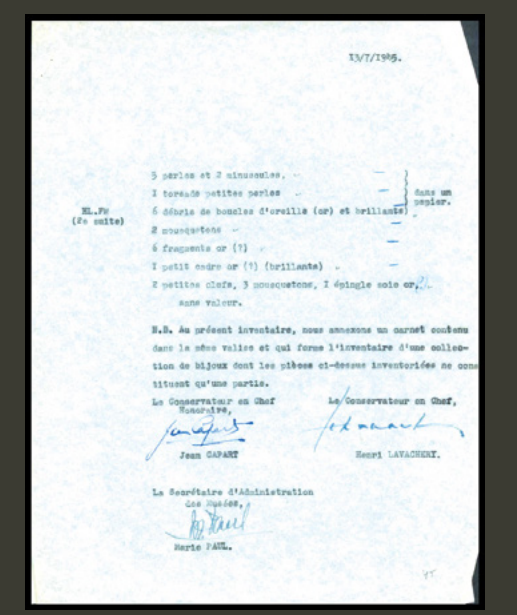 13/7/1945.
5 perles et 2 minuscules,
I torsade petites perles
dans un
papier.
EL.FM
(2e suite)
6 débris de boucles d'oreille (or) et brillants)
2 mousquetons
6 fragments or (?)
I petit cadre or (?) (brillants)
2 petites clefs, 3 mousquetons, I épingle soie or,
sans valeur.
N.B. Au présent inventaire, nous annexons un carnet contenu
dans la même valise et qui forme l'inventaire d'une collec-
tion de bijoux dont les pièces ci-dessus inventoriées ne cons
tituent qu'une partie.
Le Conservateur en Chef
Honoraire,
Le Conservateur en Chef,
Jean CAPART
Henri LAVACHERY.
La Secrétaire d'Administration
des Musées,
Marie PAUL.